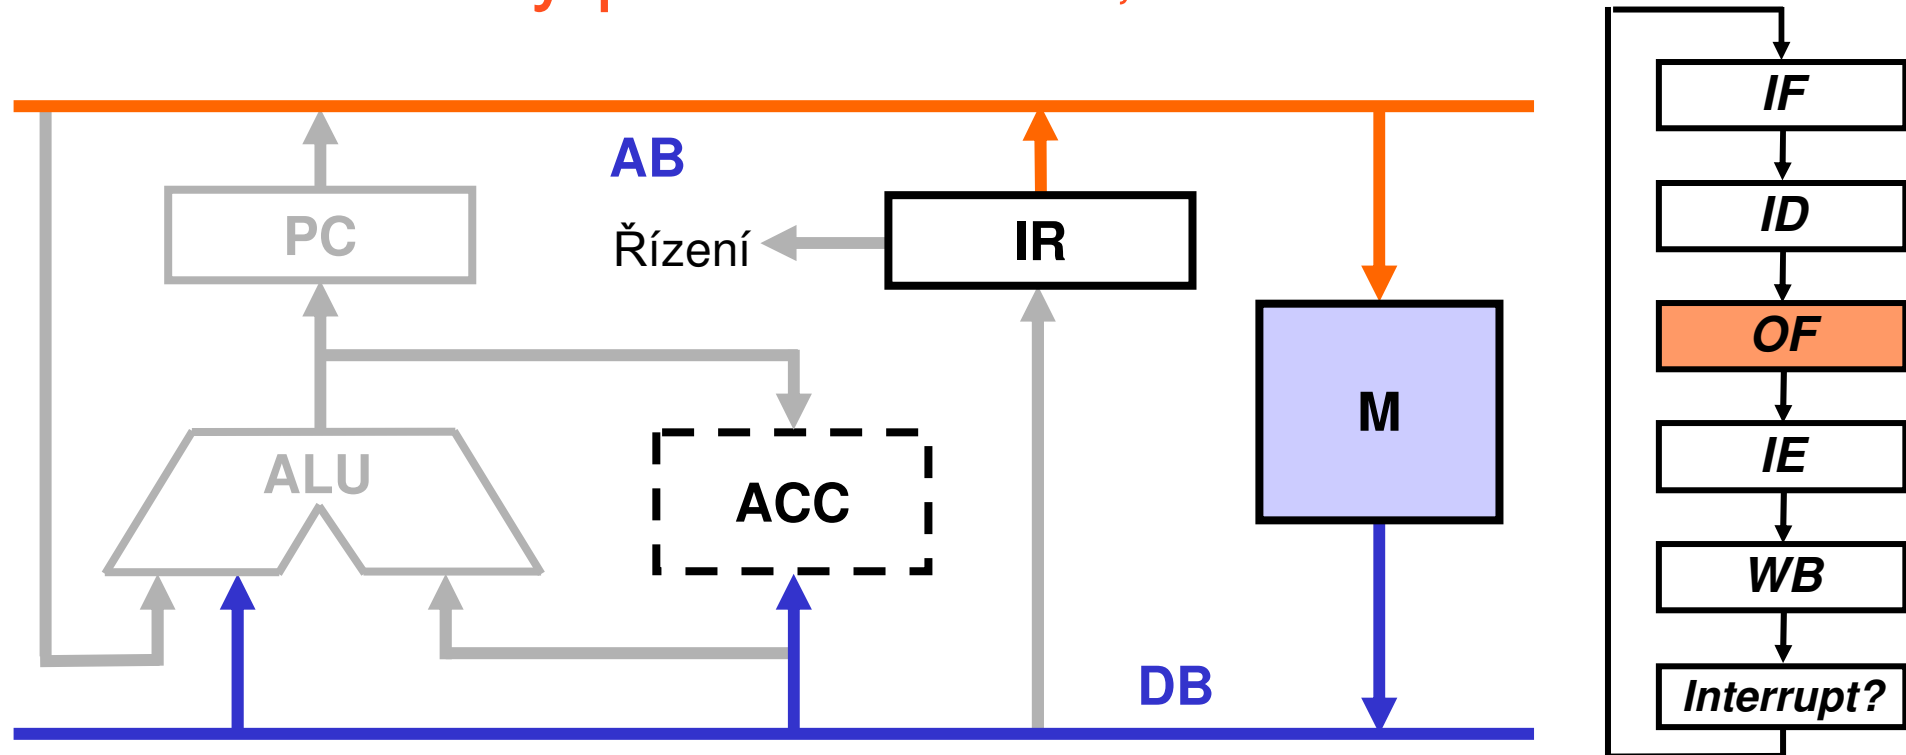 AB
PC
Řízení
IR
M
ALU
ACC
DB
IF
ID
OF
IE
WB
Interrupt?